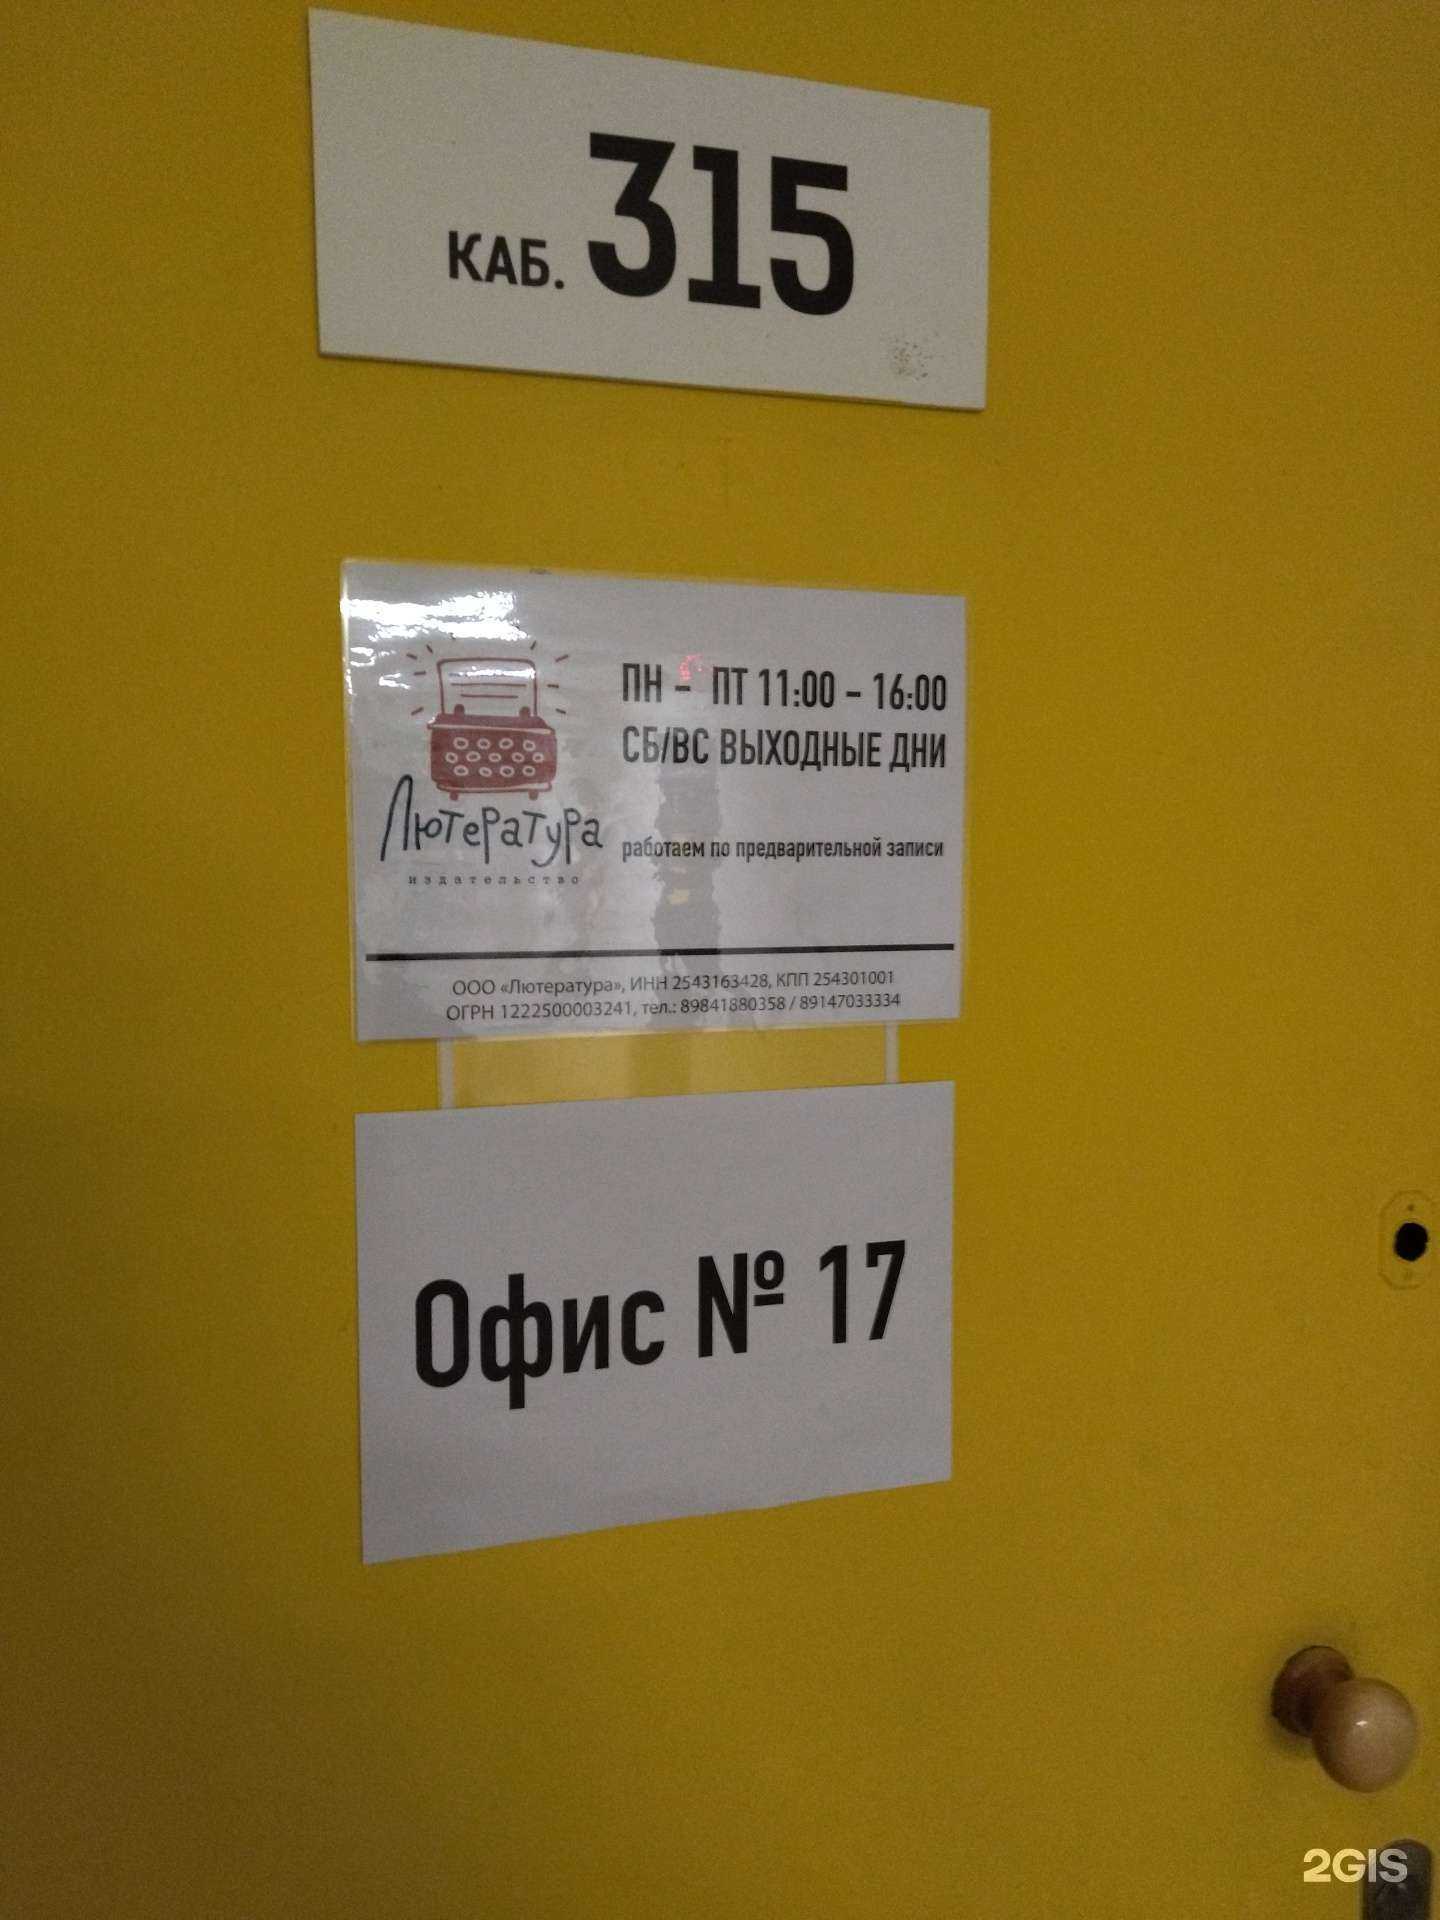 КАБ. 315
ПН - ПТ 11:00 - 16:00
СБ/ВС ВЫХОДНЫЕ ДНИ
Лютература
издательство
работаем по предварительной записи
ООО «Лютература», ИНН 2543163428, КПП 254301001
ОГРН 1222500003241, тел.: 89841880358 / 89147033334
Офис № 17
2GIS